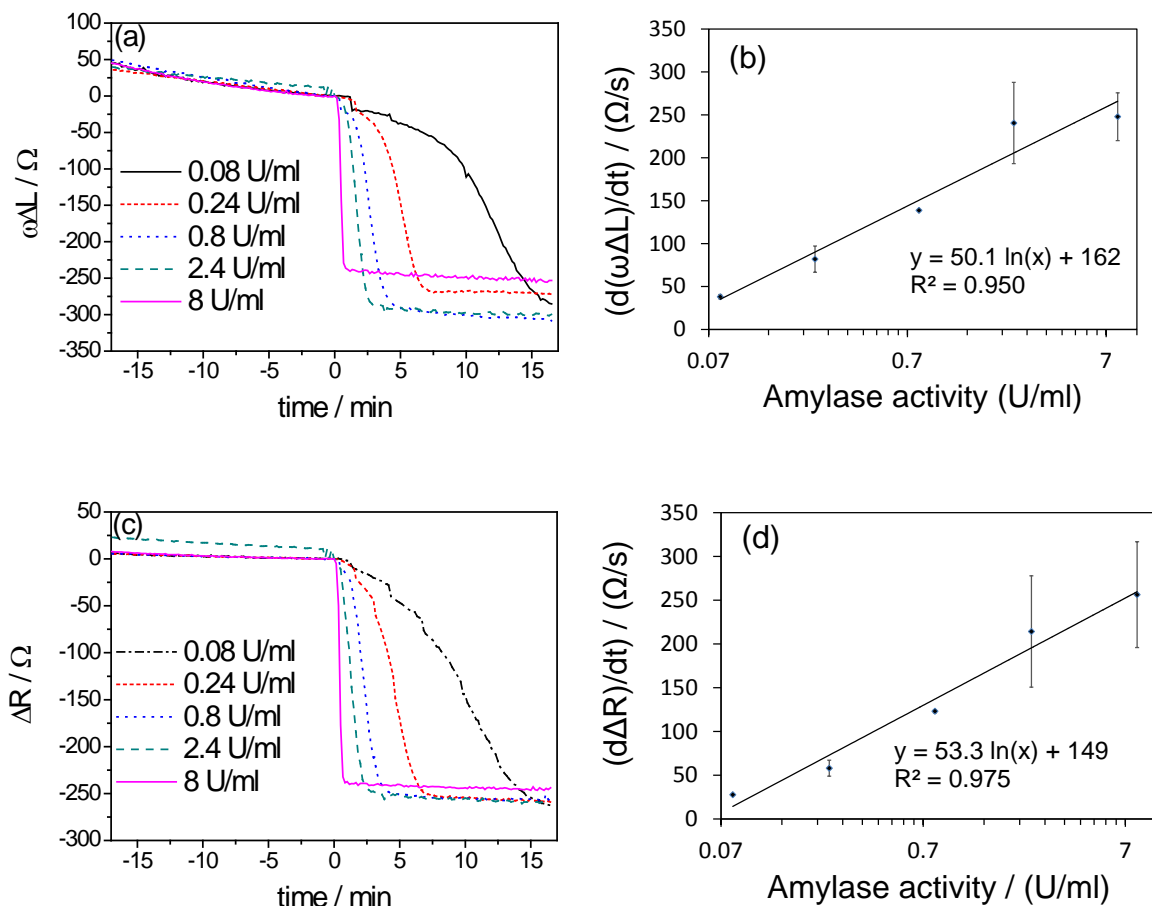 (a)
100
50
0
-50
-100
-150
-200
-250
-300
-350
ωΔL / Ω
0.08 U/ml
0.24 U/ml
0.8 U/ml
2.4 U/ml
8 U/ml
-15 -10 -5 0 5 10 15
time / min
(b)
350
300
250
200
150
100
50
0
(d(ωΔL)/dt) / (Ω/s)
y = 50.1 ln(x) + 162
R² = 0.950
0.07 0.7 7
Amylase activity (U/ml)
(c)
50
0
-50
-100
-150
-200
-250
-300
ΔR / Ω
0.08 U/ml
0.24 U/ml
0.8 U/ml
2.4 U/ml
8 U/ml
-15 -10 -5 0 5 10 15
time / min
(d)
350
300
250
200
150
100
50
0
(dΔR)/dt) / (Ω/s)
y = 53.3 ln(x) + 149
R² = 0.975
0.07 0.7 7
Amylase activity / (U/ml)